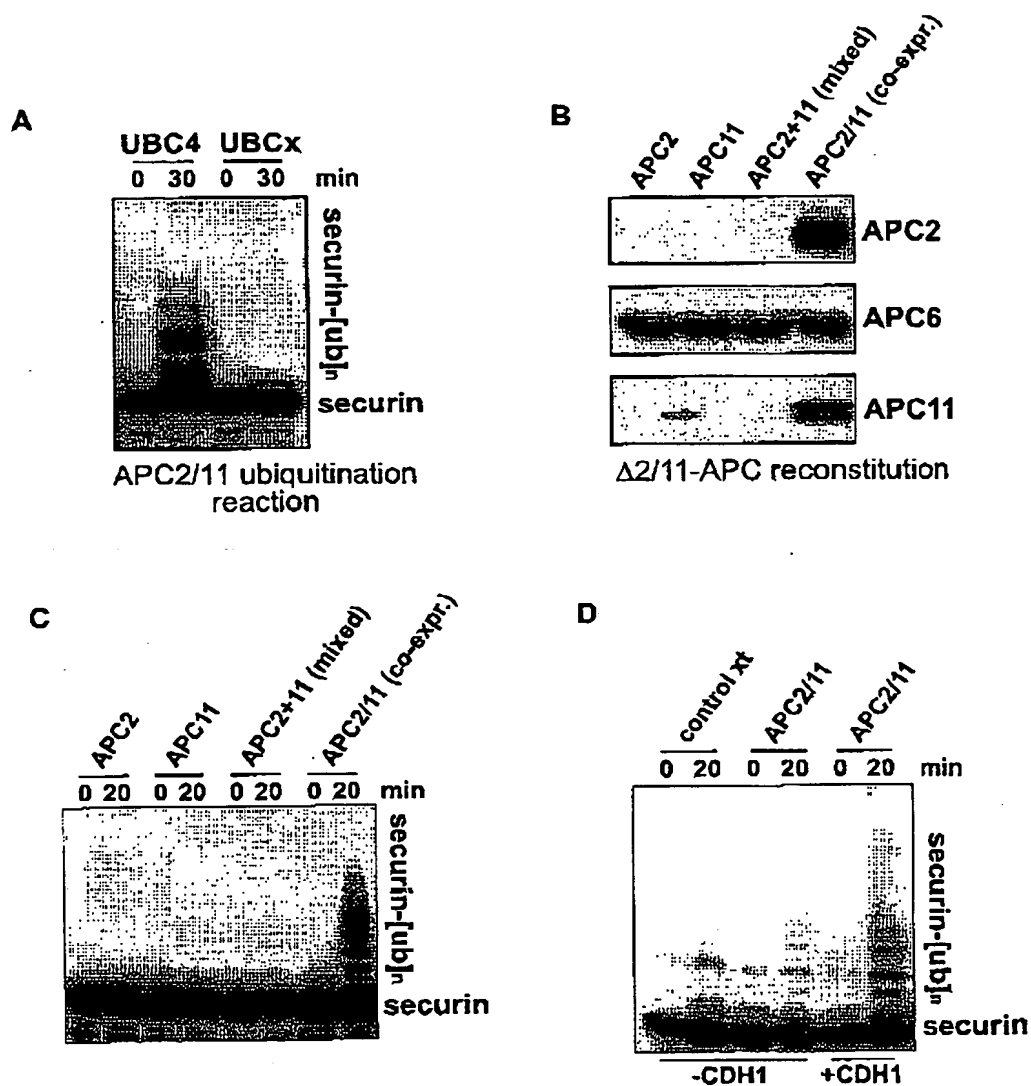 A
UBC4 UBCx
0 30 0 30 min
securin-[ub]n
securin
APC2/11 ubiquitination
reaction
B
APC2
APC11
APC2+11 (mixed)
APC2/11 (co-expr.)
APC2
APC6
APC11
Δ2/11-APC reconstitution
C
APC2
APC11
APC2+11 (mixed)
APC2/11 (co-expr.)
0 20 0 20 0 20 0 20 min
securin-[ub]n
securin
D
control xt
APC2/11
APC2/11
0 20 0 20 0 20 min
securin-[ub]n
securin
-CDH1 +CDH1